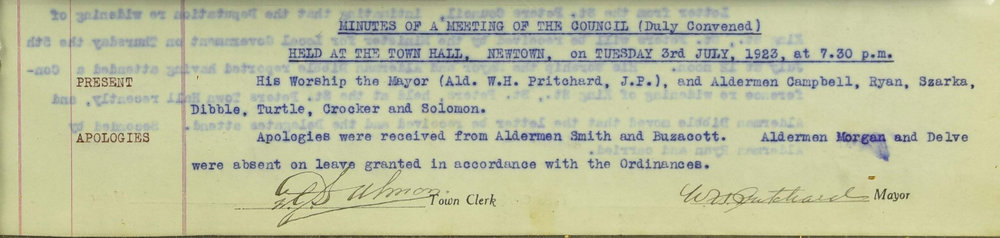 MINUTES OF A MEETING OF THE COUNCIL (Duly Convened)
HELD AT THE TOWN HALL, NEWTOWN, on TUESDAY 3rd JULY, 1923, at 7.30 p.m.
PRESENT His Worship the Mayor (Ald. W.H. Pritchard, J.P.), and Aldermen Campbell, Ryan, Szarka,
Dibble, Turtle, Crocker and Solomon.
APOLOGIES Apologies were received from Aldermen Smith and Buzacott. Aldermen Morgan and Delve
were absent on leave granted in accordance with the Ordinances.
Salmon. Town Clerk W H Pritchard Mayor